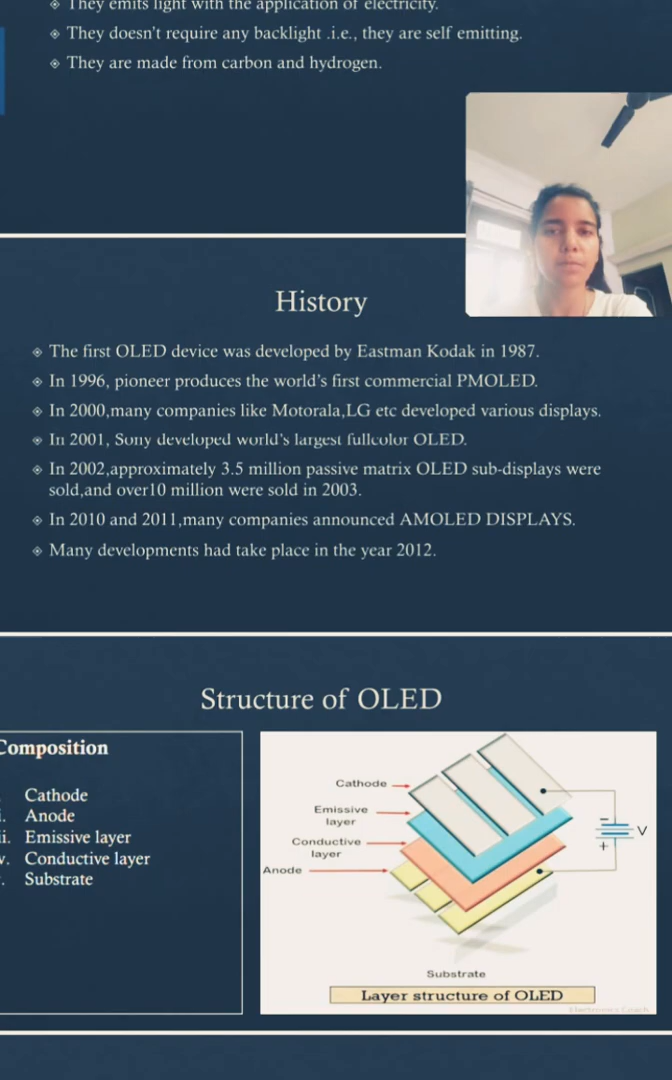 They emits light with the application of electricity.
They doesn't require any backlight .i.e., they are self emitting.
They are made from carbon and hydrogen.
History
The first OLED device was developed by Eastman Kodak in 1987.
In 1996, pioneer produces the world's first commercial PMOLED.
In 2000,many companies like Motorala,LG etc developed various displays.
In 2001, Sony developed world's largest fullcolor OLED.
In 2002,approximately 3.5 million passive matrix OLED sub-displays were
sold,and over10 million were sold in 2003.
In 2010 and 2011,many companies announced AMOLED DISPLAYS.
Many developments had take place in the year 2012.
Structure of OLED
Composition
Cathode
Anode
Emissive layer
Conductive layer
Substrate
Cathode
Emissive
layer
Conductive
layer
Anode
- V
+
Substrate
Layer structure of OLED
Electronics Coach